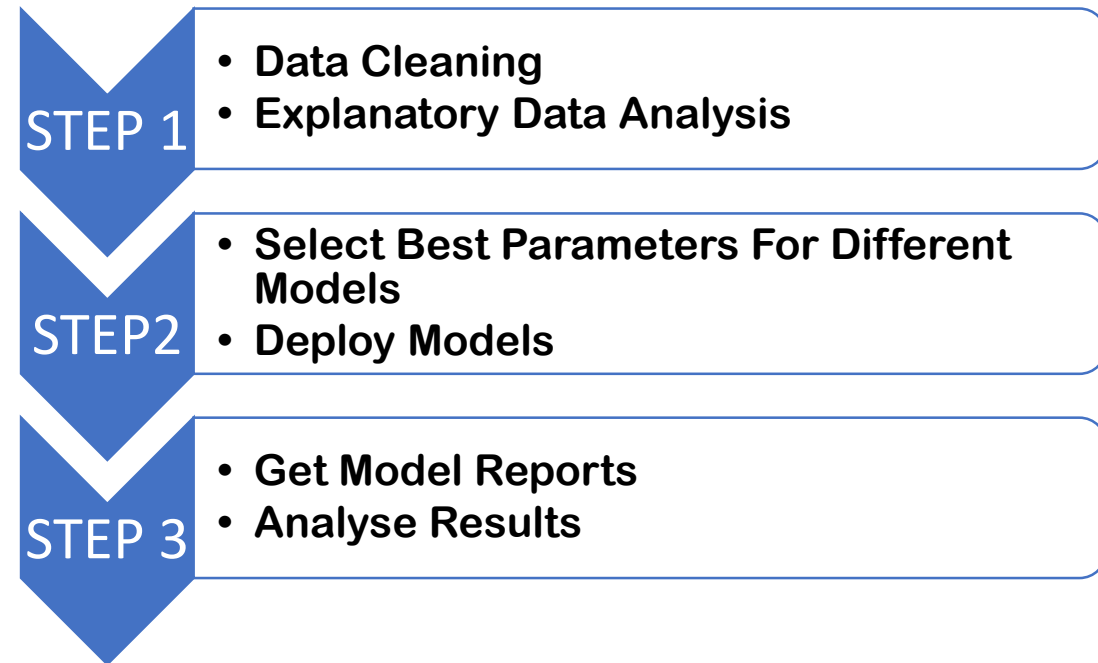 STEP 1
• Data Cleaning
• Explanatory Data Analysis
STEP2
• Select Best Parameters For Different
Models
• Deploy Models
STEP 3
• Get Model Reports
• Analyse Results